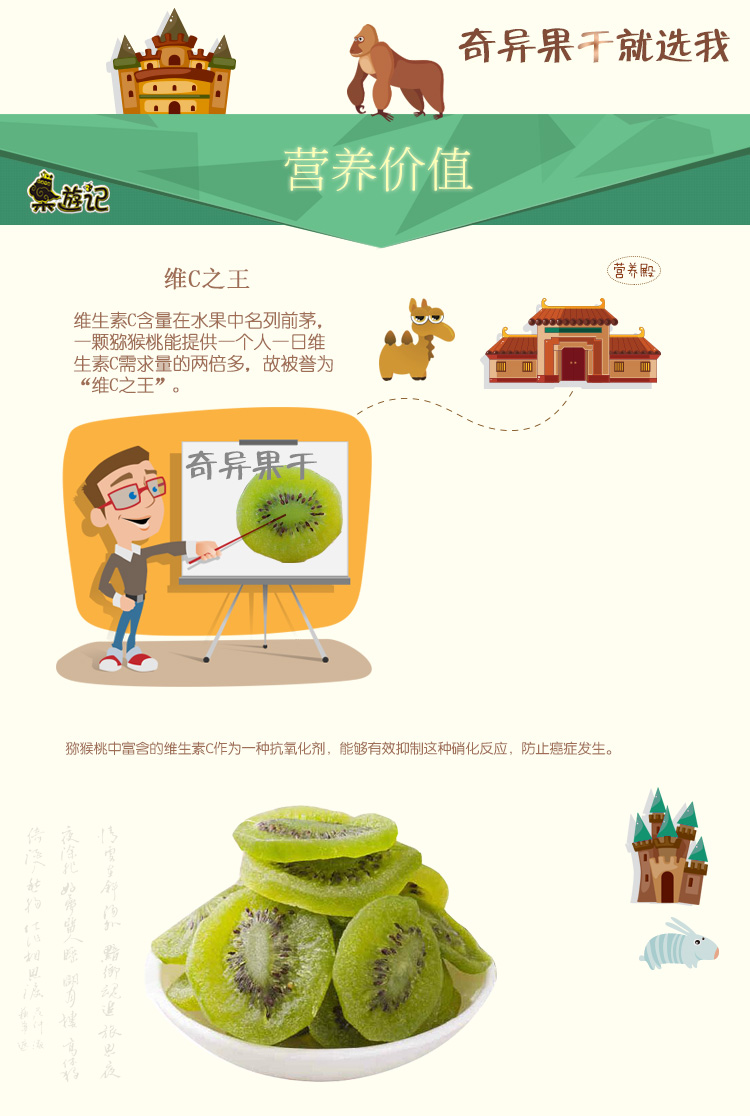 奇异果干就选我
营养价值
枭遊记
维C之王
营养殿
维生素C含量在水果中名列前茅，
一颗猕猴桃能提供一个人一日维
生素C需求量的两倍多，故被誉为
“维C之王”。
奇异果干
猕猴桃中富含的维生素C作为一种抗氧化剂，能够有效抑制这种硝化反应，防止癌症发生。